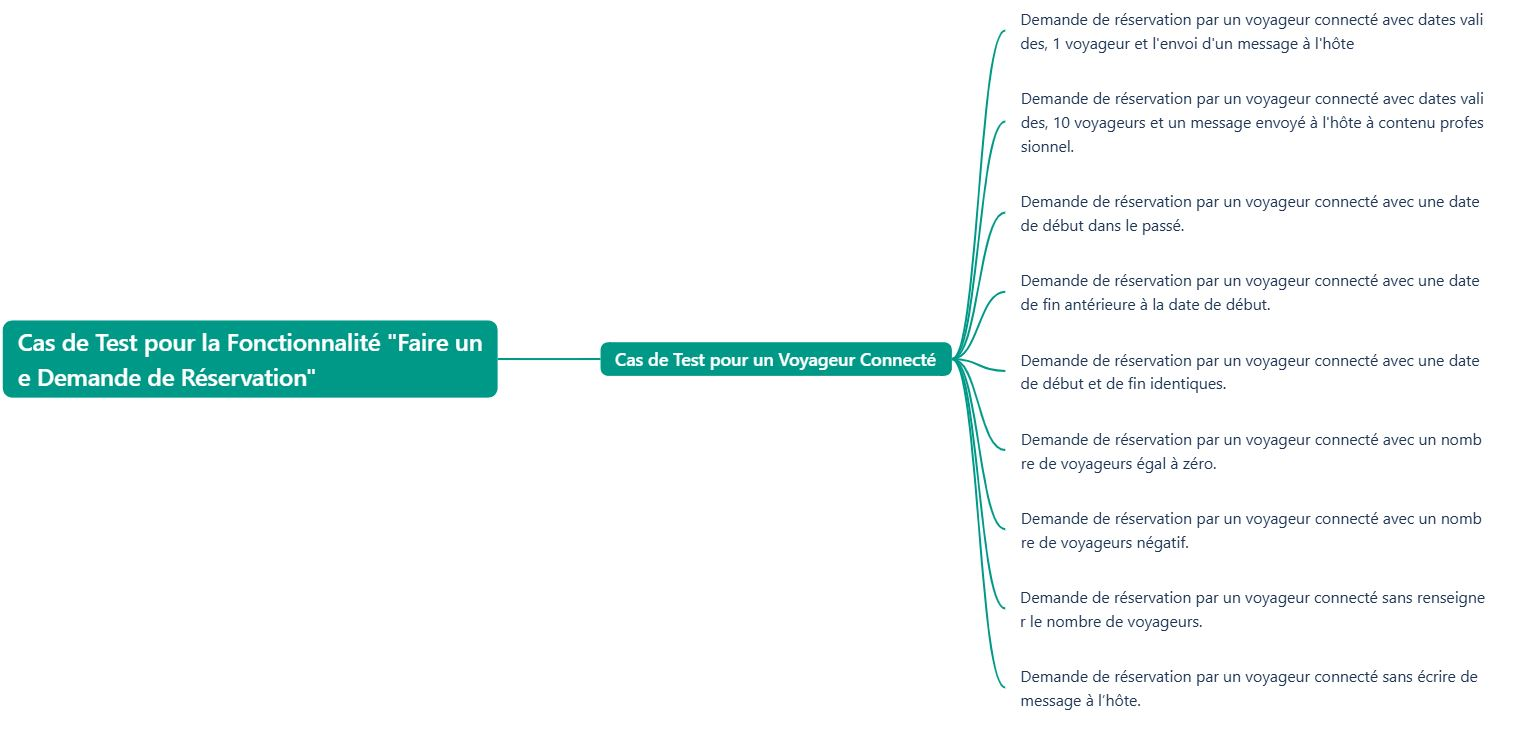 Cas de Test pour la Fonctionnalité "Faire un
e Demande de Réservation"
Cas de Test pour un Voyageur Connecté
Demande de réservation par un voyageur connecté avec dates vali
des, 1 voyageur et l'envoi d'un message à l'hôte
Demande de réservation par un voyageur connecté avec dates vali
des, 10 voyageurs et un message envoyé à l'hôte à contenu profes
sionnel.
Demande de réservation par un voyageur connecté avec une date
de début dans le passé.
Demande de réservation par un voyageur connecté avec une date
de fin antérieure à la date de début.
Demande de réservation par un voyageur connecté avec une date
de début et de fin identiques.
Demande de réservation par un voyageur connecté avec un nomb
re de voyageurs égal à zéro.
Demande de réservation par un voyageur connecté avec un nomb
re de voyageurs négatif.
Demande de réservation par un voyageur connecté sans renseigne
r le nombre de voyageurs.
Demande de réservation par un voyageur connecté sans écrire de
message à l'hôte.